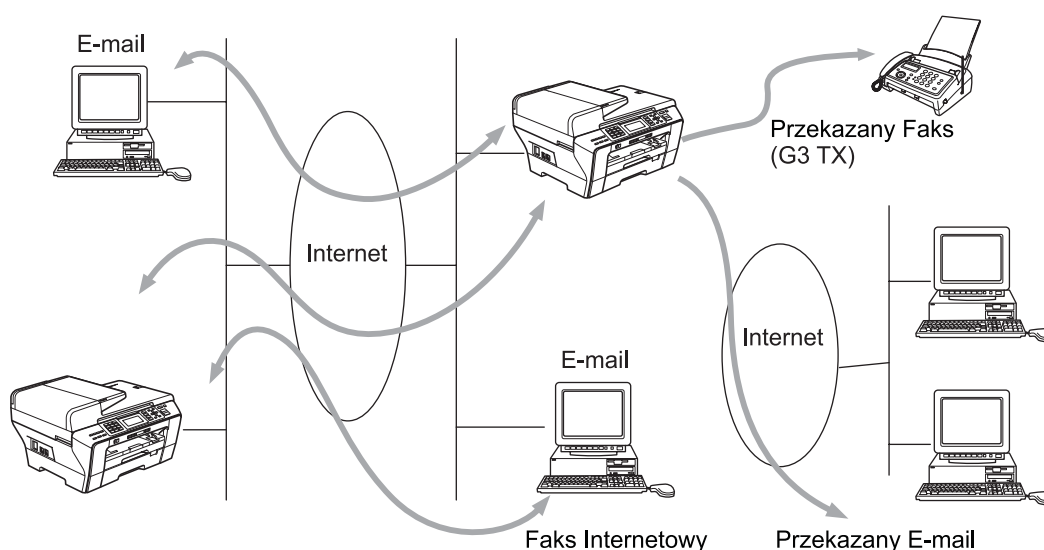 E-mail
Przekazany Faks
(G3 TX)
Internet
Internet
E-mail
Faks Internetowy
Przekazany E-mail